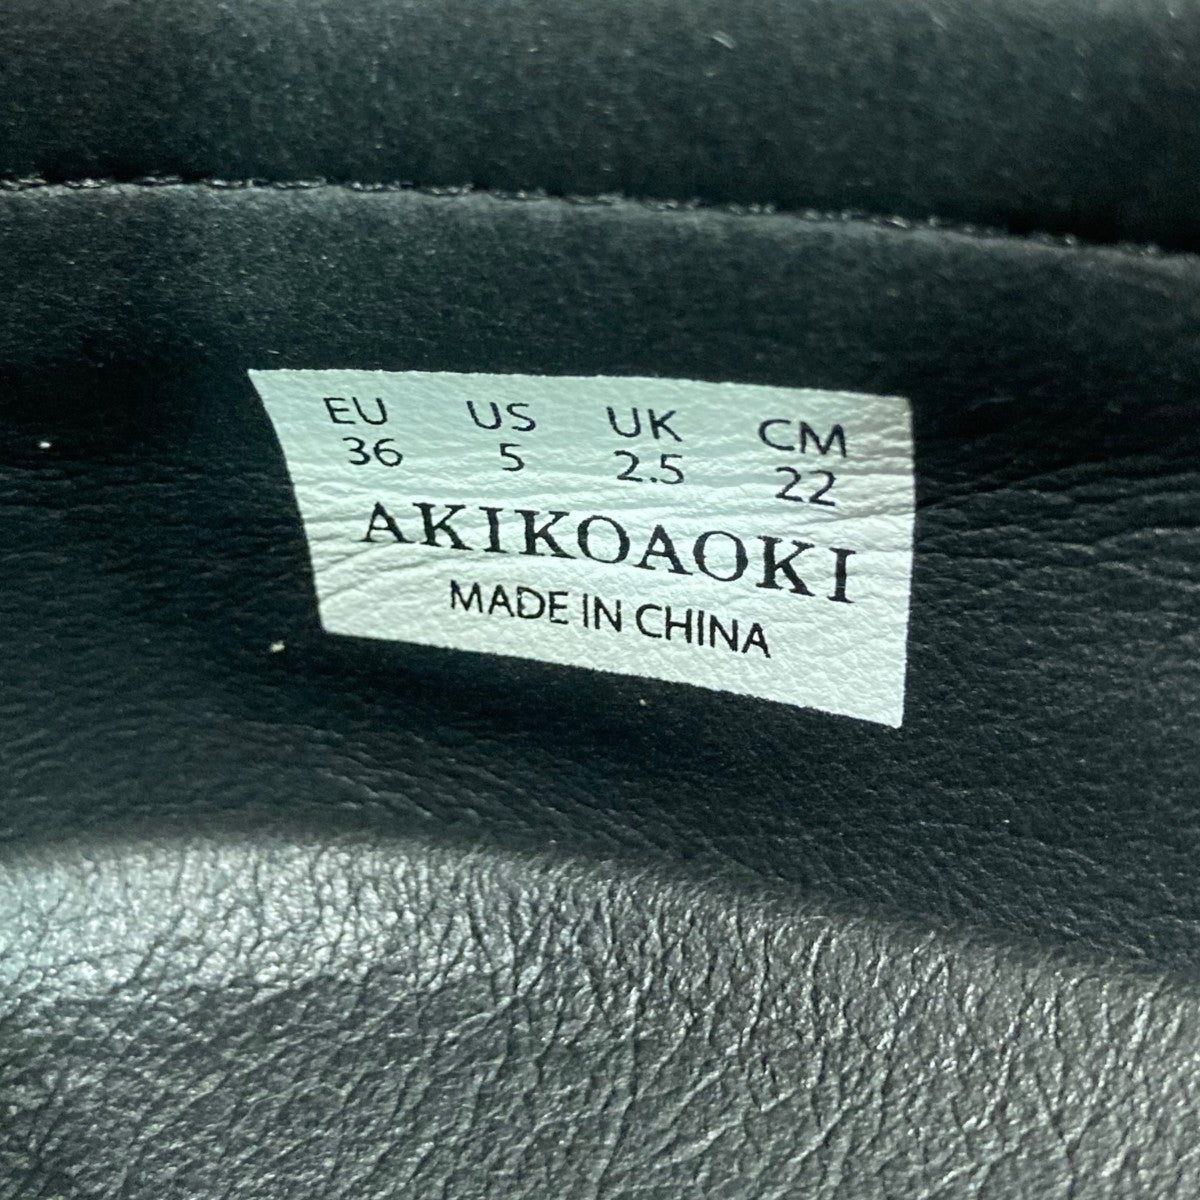 EU US UK CM
36 5 2.5 22
AKIKOAOKI
MADE IN CHINA